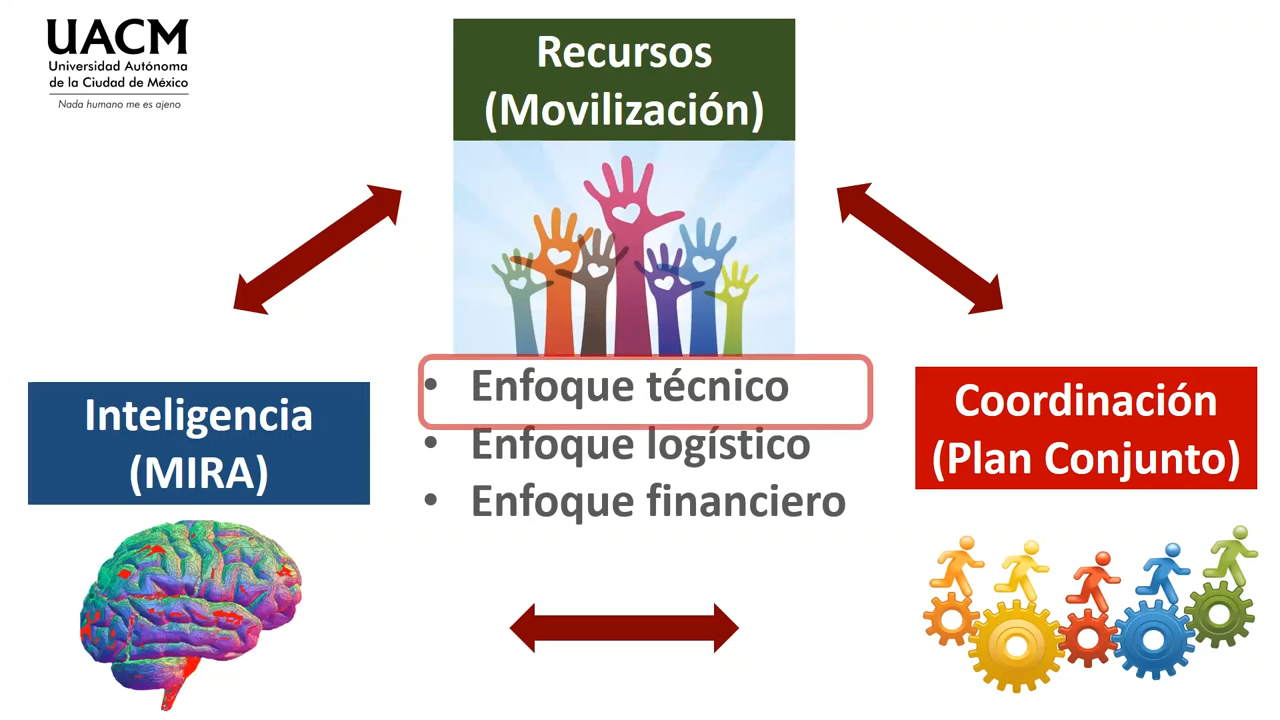 UACM
Universidad Autónoma
de la Ciudad de México
Nada humano me es ajeno
Recursos
(Movilización)
• Enfoque técnico
• Enfoque logístico
• Enfoque financiero
Inteligencia
(MIRA)
Coordinación
(Plan Conjunto)